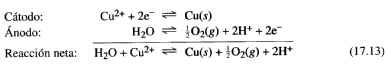 Cátodo: Cu²⁺ + 2e⁻ ⇌ Cu(s)
Ánodo: H₂O ⇌ ½O₂(g) + 2H⁺ + 2e⁻
Reacción neta: H₂O + Cu²⁺ ⇌ Cu(s) + ½O₂(g) + 2H⁺ (17.13)